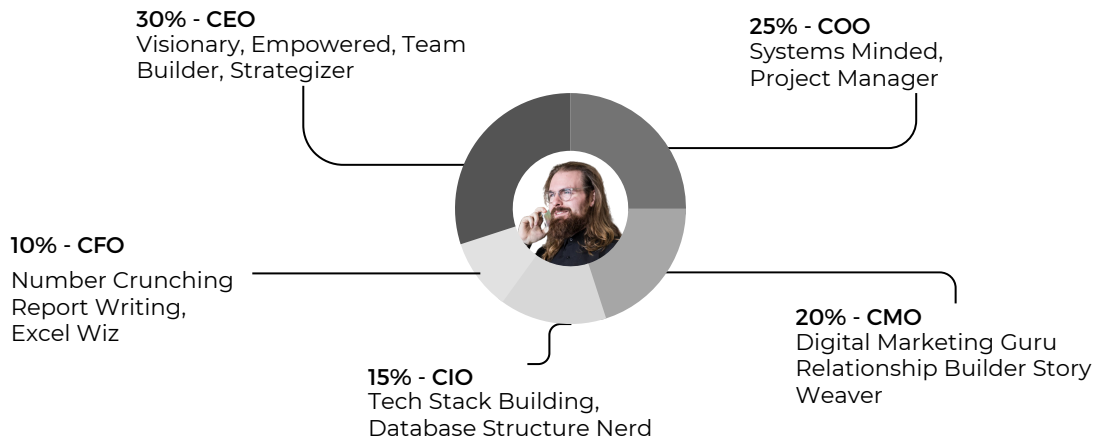 30% - CEO
Visionary, Empowered, Team
Builder, Strategizer
25% - COO
Systems Minded,
Project Manager
10% - CFO
Number Crunching
Report Writing,
Excel Wiz
20% - CMO
Digital Marketing Guru
Relationship Builder Story
Weaver
15% - CIO
Tech Stack Building,
Database Structure Nerd